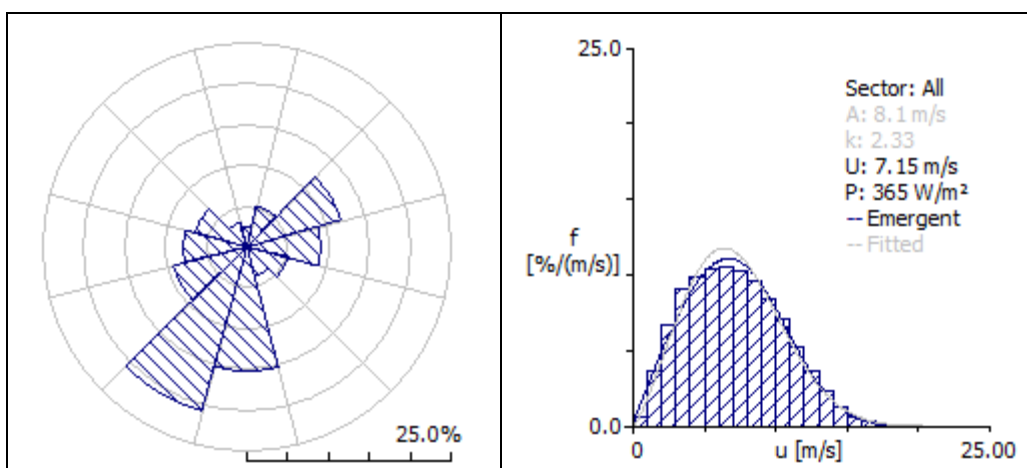 25.0%
25.0
Sector: All
A: 8.1 m/s
k: 2.33
U: 7.15 m/s
P: 365 W/m²
-- Emergent
-- Fitted
f
[%/(m/s)]
0.0
0
u [m/s]
25.00